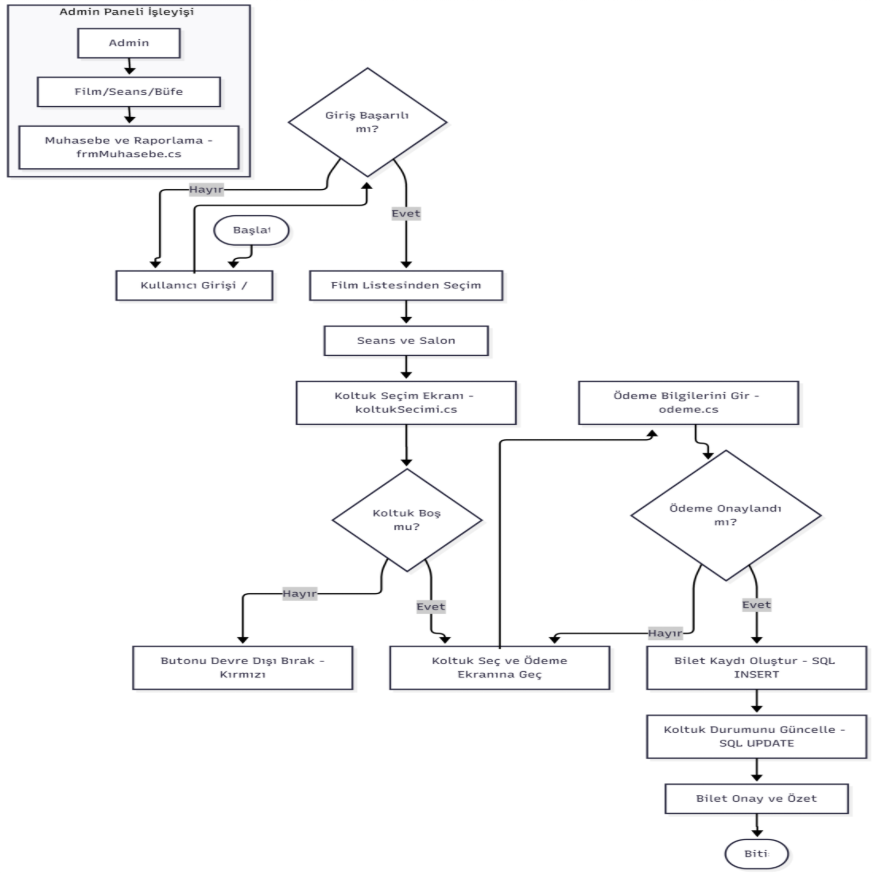 Admin Paneli İşleyişi
Admin
Film/Seans/Büfe
Muhasebe ve Raporlama -
frmMuhasebe.cs
Giriş Başarılı
mı?
Hayır
Evet
Başlat
Kullanıcı Girişi /
Film Listesinden Seçim
Seans ve Salon
Koltuk Seçim Ekranı -
koltukSecimi.cs
Ödeme Bilgilerini Gir -
odeme.cs
Koltuk Boş
mu?
Ödeme Onaylandı
mı?
Hayır
Evet
Hayır
Evet
Butonu Devre Dışı Bırak -
Kırmızı
Koltuk Seç ve Ödeme
Ekranına Geç
Bilet Kaydı Oluştur - SQL
INSERT
Koltuk Durumunu Güncelle -
SQL UPDATE
Bilet Onay ve Özet
Biti